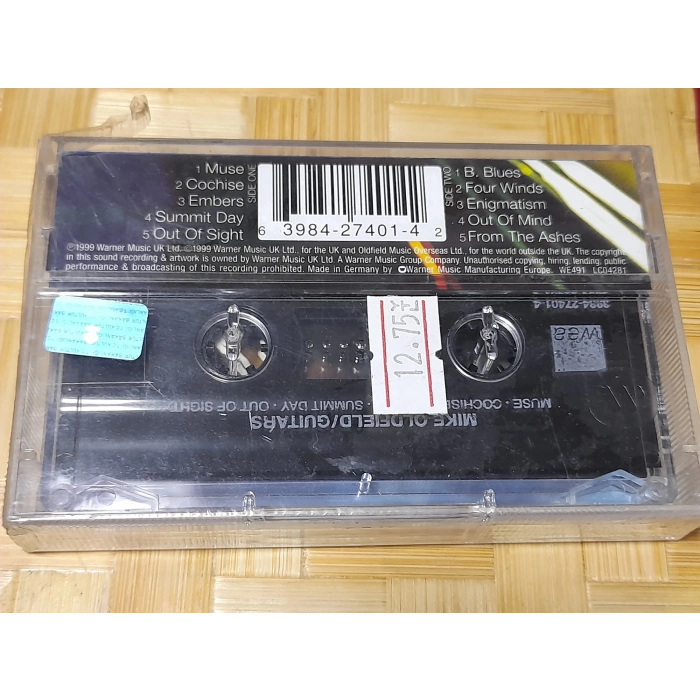 SIDE ONE
1 Muse
2 Cochise
3 Embers
4 Summit Day
5 Out Of Sight
6 3984-27401-4 2
SIDE TWO
1 B. Blues
2 Four Winds
3 Enigmatism
4 Out Of Mind
5 From The Ashes
℗1999 Warner Music UK Ltd. ©1999 Warner Music UK Ltd., for the UK and Oldfield Music Overseas Ltd., for the world outside the UK. The copyright
in this sound recording & artwork is owned by Warner Music UK Ltd. A Warner Music Group Company. Unauthorised copying, hiring, lending, public
performance & broadcasting of this recording prohibited. Made in Germany by Warner Music Manufacturing Europe. WE491 LC04281
3984-27401-4
wea
12.75
MUSE · COCHISE
SUMMIT DAY · OUT OF SIGHT
MIKE OLDFIELD/GUITARS